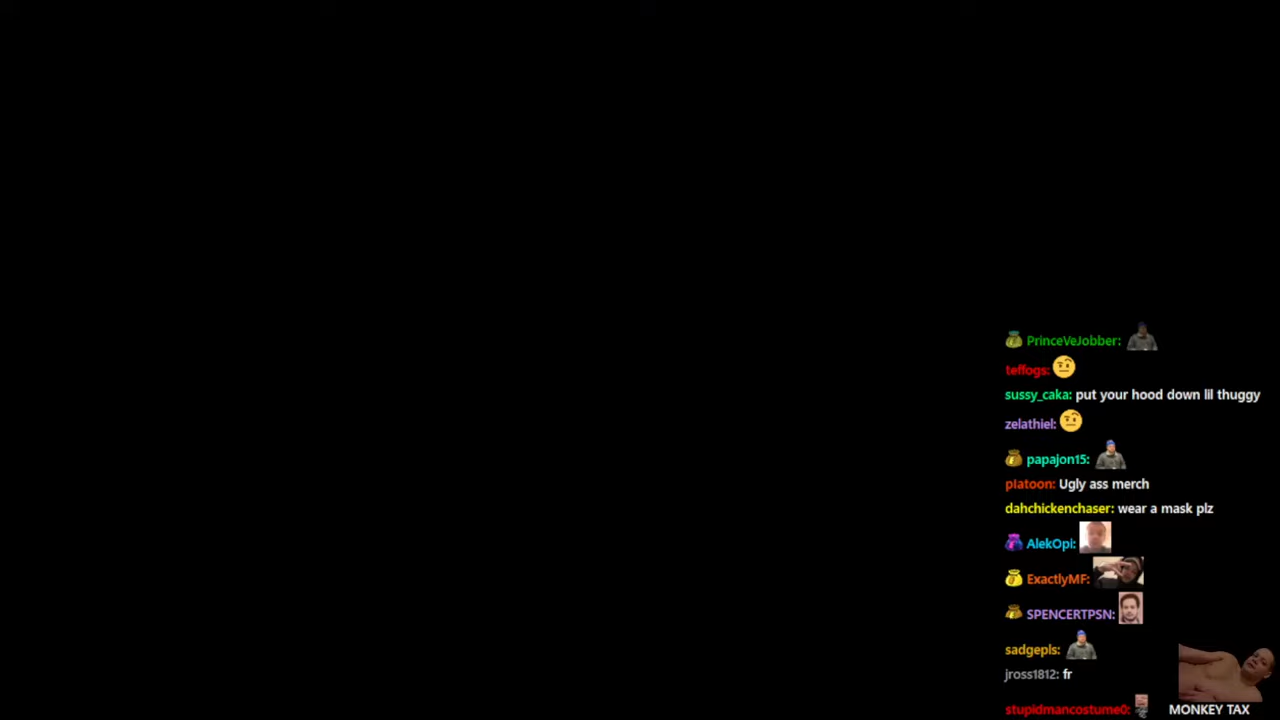 PrinceVeJobber:
teffogs:
sussy_caka: put your hood down lil thuggy
zelathiel:
papajon15:
platoon: Ugly ass merch
dahchickenchaser: wear a mask plz
AlekOpi:
ExactlyMF:
SPENCERTPSN:
sadgepls:
jross1812: fr
stupidmancostume0:
MONKEY TAX